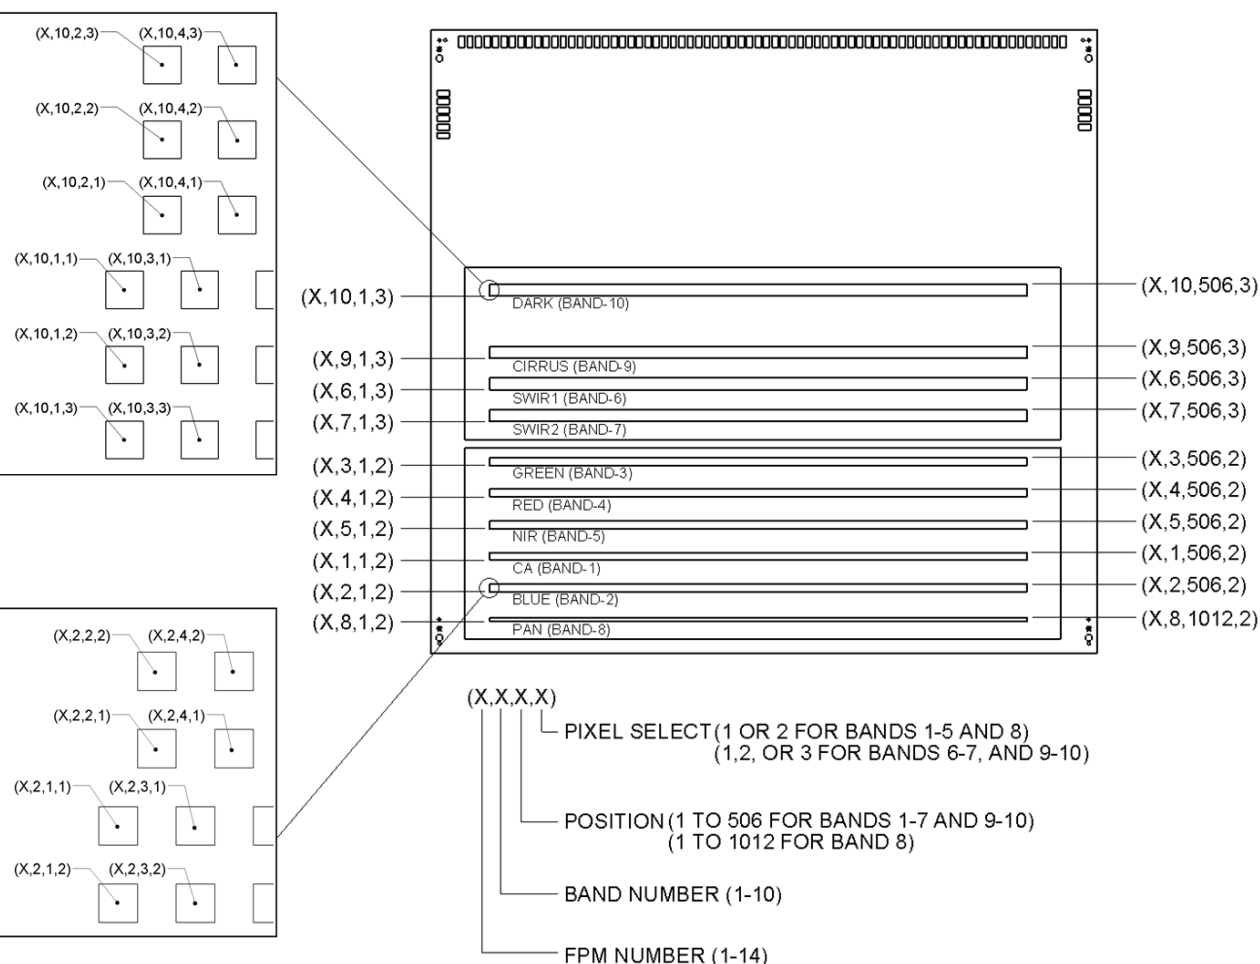 (X,10,2,3) (X,10,4,3)
(X,10,2,2) (X,10,4,2)
(X,10,2,1) (X,10,4,1)
(X,10,1,1) (X,10,3,1)
(X,10,1,2) (X,10,3,2)
(X,10,1,3) (X,10,3,3)
(X,10,1,3) DARK (BAND-10) (X,10,506,3)
(X,9,1,3) CIRRUS (BAND-9) (X,9,506,3)
(X,6,1,3) SWIR1 (BAND-6) (X,6,506,3)
(X,7,1,3) SWIR2 (BAND-7) (X,7,506,3)
(X,3,1,2) GREEN (BAND-3) (X,3,506,2)
(X,4,1,2) RED (BAND-4) (X,4,506,2)
(X,5,1,2) NIR (BAND-5) (X,5,506,2)
(X,1,1,2) CA (BAND-1) (X,1,506,2)
(X,2,1,2) BLUE (BAND-2) (X,2,506,2)
(X,8,1,2) PAN (BAND-8) (X,8,1012,2)
(X,2,2,2) (X,2,4,2)
(X,2,2,1) (X,2,4,1)
(X,2,1,1) (X,2,3,1)
(X,2,1,2) (X,2,3,2)
(X,X,X,X)
PIXEL SELECT (1 OR 2 FOR BANDS 1-5 AND 8)
(1,2, OR 3 FOR BANDS 6-7, AND 9-10)
POSITION (1 TO 506 FOR BANDS 1-7 AND 9-10)
(1 TO 1012 FOR BAND 8)
BAND NUMBER (1-10)
FPM NUMBER (1-14)